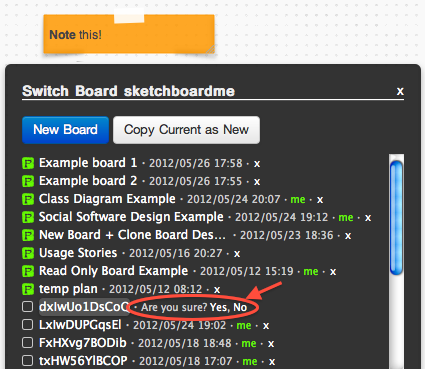 Note this!
Switch Board sketchboardme x
New Board Copy Current as New
Example board 1 · 2012/05/26 17:58 · x
Example board 2 · 2012/05/26 17:55 · x
Class Diagram Example · 2012/05/24 20:07 · me · x
Social Software Design Example · 2012/05/24 19:12 · me · x
New Board + Clone Board Des... · 2012/05/23 18:36 · x
Usage Stories · 2012/05/16 20:27 · x
Read Only Board Example · 2012/05/12 15:19 · me · x
temp plan · 2012/05/12 08:12 · x
dxlwUo1DsCoC · Are you sure? Yes, No
LxlwDUPGqsEl · 2012/05/24 19:02 · me · x
FxHXvg7BODib · 2012/05/18 18:48 · me · x
txHW56YlBCOP · 2012/05/18 17:07 · me · x